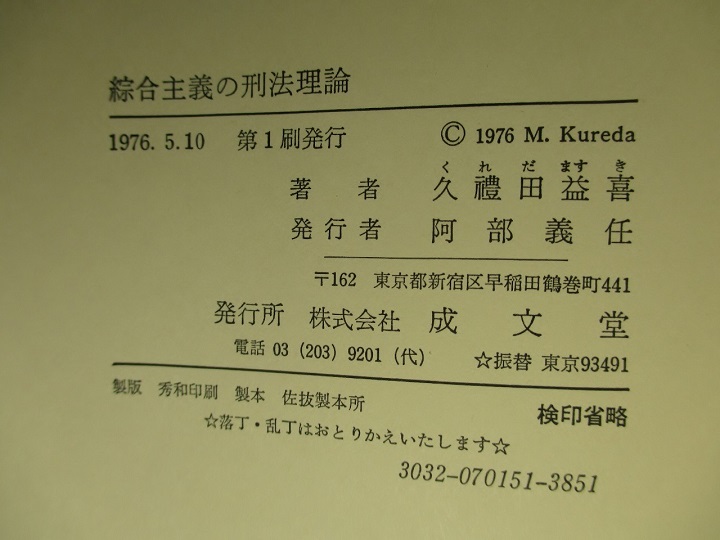 綜合主義の刑法理論
1976. 5.10 第1刷発行 © 1976 M. Kureda
くれだますき
著者 久禮田益喜
発行者 阿部義任
〒162 東京都新宿区早稲田鶴巻町441
発行所 株式会社 成文堂
電話 03 (203) 9201 (代) ☆振替 東京93491
製版 秀和印刷 製本 佐抜製本所 検印省略
☆落丁・乱丁はおとりかえいたします☆
3032-070151-3851